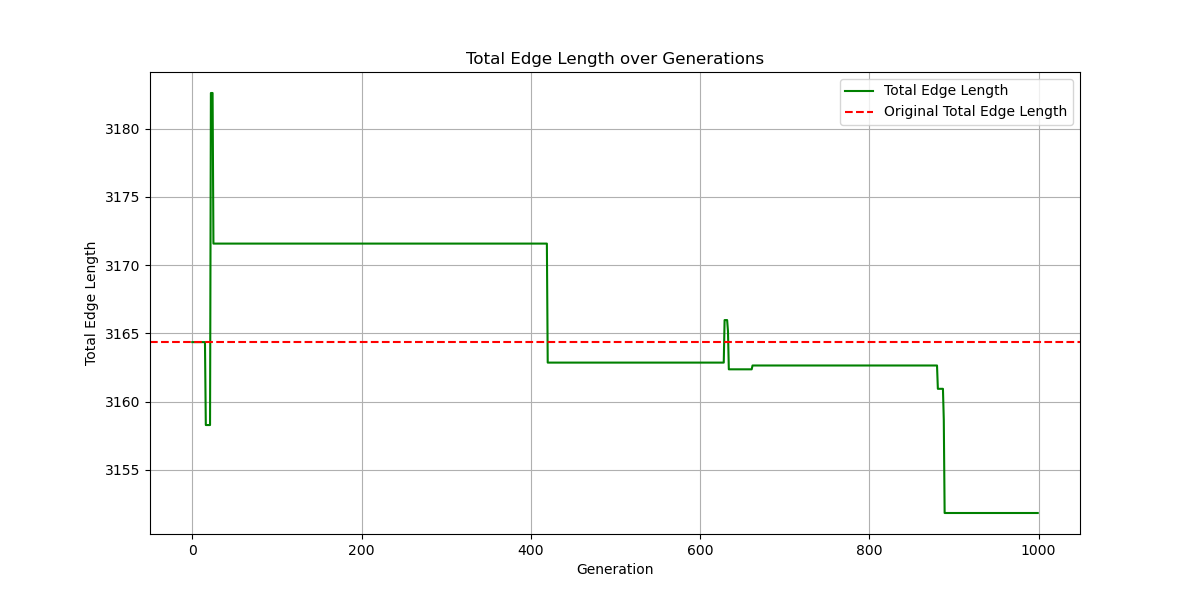 Total Edge Length over Generations
Total Edge Length
Original Total Edge Length
Total Edge Length
3180
3175
3170
3165
3160
3155
0 200 400 600 800 1000
Generation